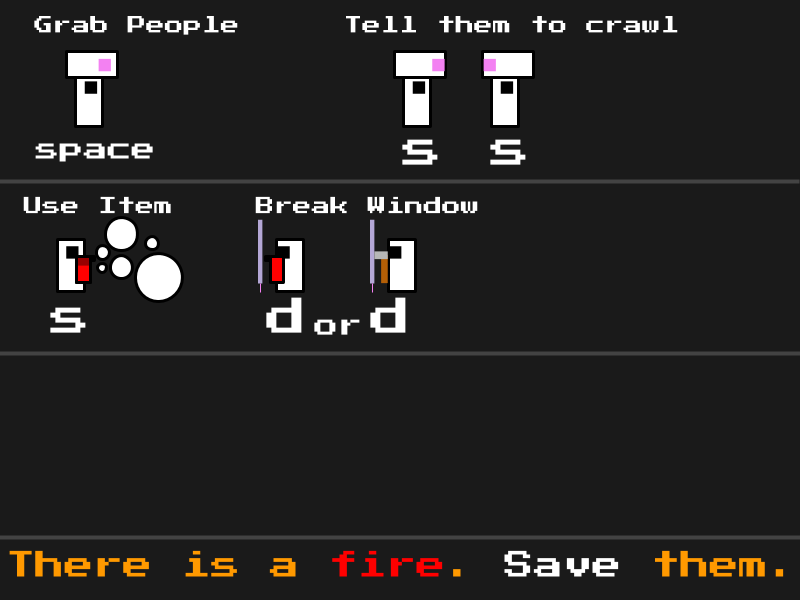 Grab People
Tell them to crawl
space
s s
Use Item
Break Window
s
d or d
There is a fire. Save them.